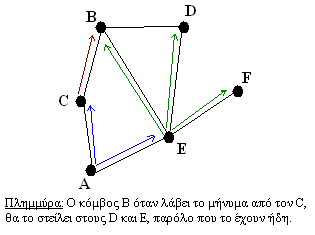 B
D
F
C
E
A
Πλημμύρα: Ο κόμβος Β όταν λάβει το μήνυμα από τον C,
θα το στείλει στους D και Ε, παρόλο που το έχουν ήδη.